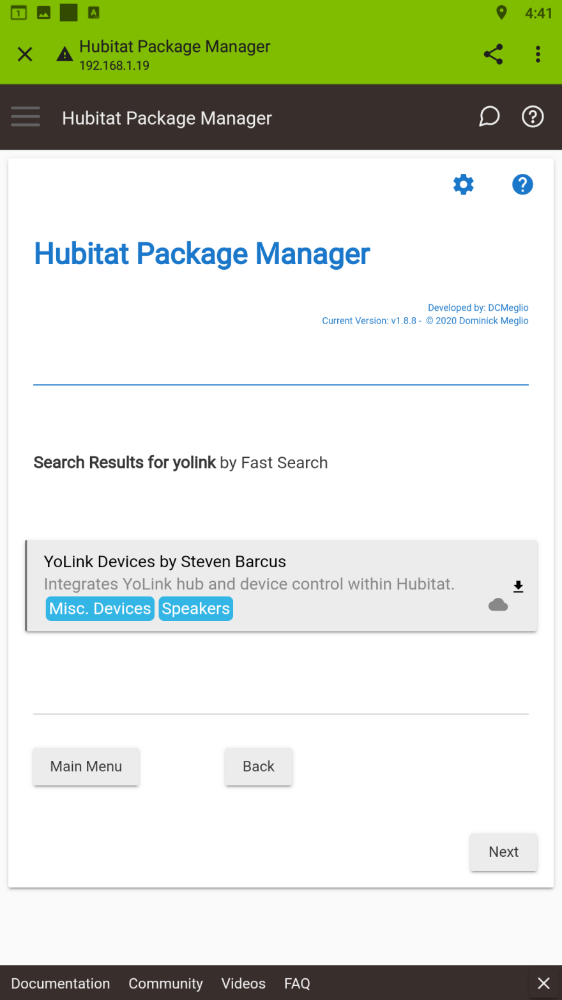 1 A 4:41
Hubitat Package Manager
192.168.1.19
Hubitat Package Manager
Hubitat Package Manager
Developed by: DCMeglio
Current Version: v1.8.8 - © 2020 Dominick Meglio
Search Results for yolink by Fast Search
YoLink Devices by Steven Barcus
Integrates YoLink hub and device control within Hubitat.
Misc. Devices Speakers
Main Menu Back
Next
Documentation Community Videos FAQ